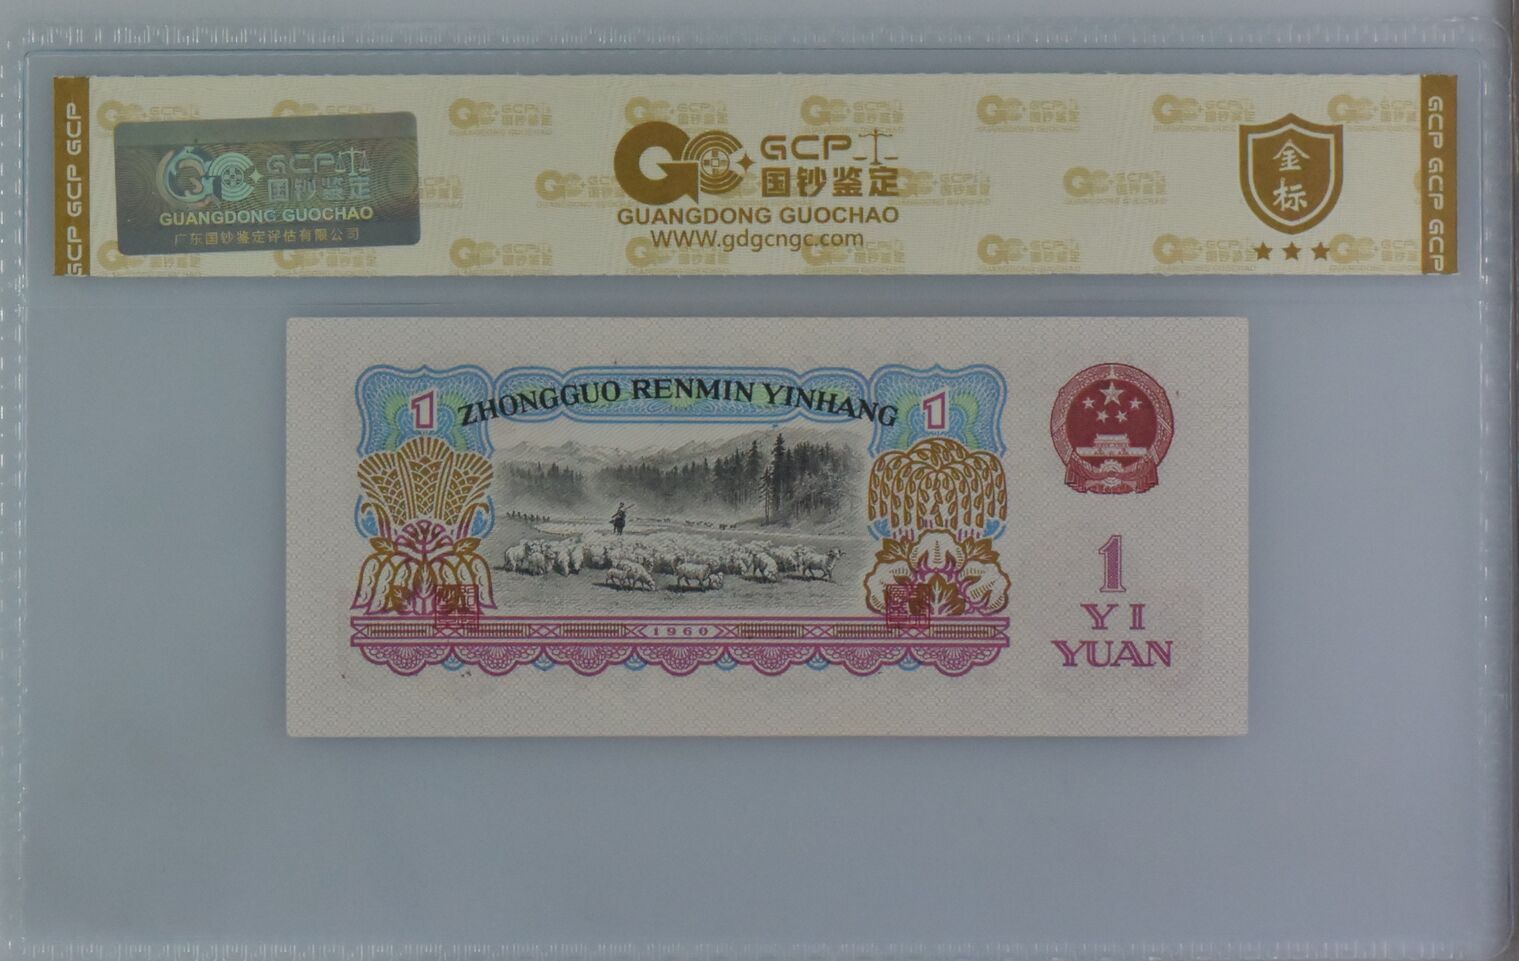 GCP GCP GCP
GCP
国钞鉴定
GUANGDONG GUOCHAO
广东国钞鉴定评估有限公司
GCP
国钞鉴定
GUANGDONG GUOCHAO
WWW.gdgcngc.com
金
标
GCP GCP GCP
1
ZHONGGUO RENMIN YINHANG
1
1960
1
YI
YUAN